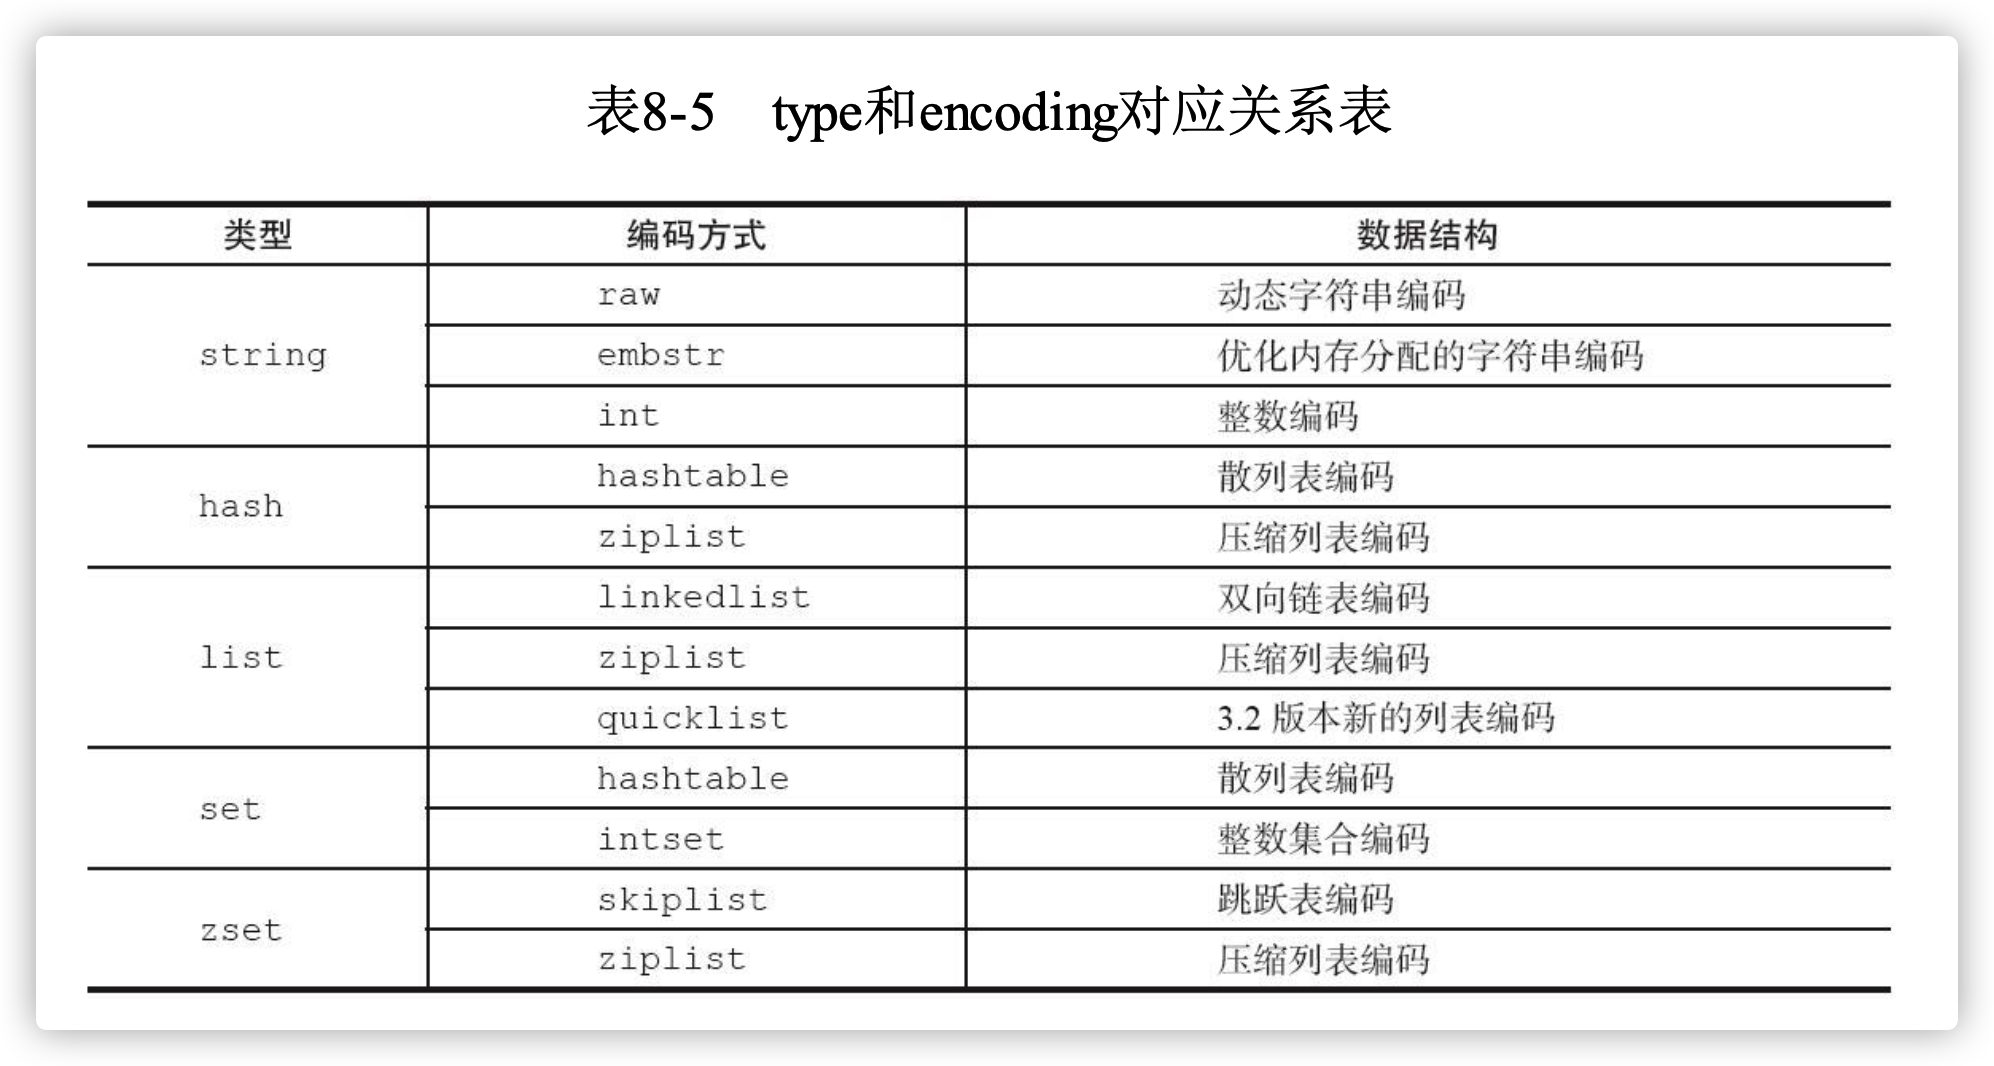 表8-5 type和encoding对应关系表
类型 编码方式 数据结构
string
raw 动态字符串编码
embstr 优化内存分配的字符串编码
int 整数编码
hash
hashtable 散列表编码
ziplist 压缩列表编码
list
linkedlist 双向链表编码
ziplist 压缩列表编码
quicklist 3.2 版本新的列表编码
set
hashtable 散列表编码
intset 整数集合编码
zset
skiplist 跳跃表编码
ziplist 压缩列表编码